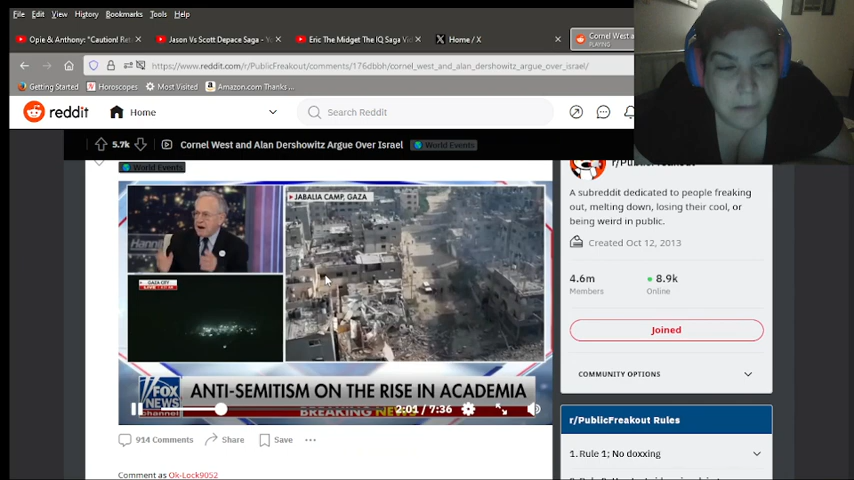 File Edit View History Bookmarks Tools Help
Opie & Anthony: "Caution! Ret
Jason Vs Scott Depace Saga - Yo
Eric The Midget The IQ Saga Vi
Home / X
Cornel West a
PLAYING
https://www.reddit.com/r/PublicFreakout/comments/176dbbh/cornel_west_and_alan_dershowitz_argue_over_israel/
Getting Started Horoscopes Most Visited Amazon.com Thanks ...
reddit Home Search Reddit
5.7k Cornel West and Alan Dershowitz Argue Over Israel World Events
World Events
JABALIA CAMP, GAZA
GAZA CITY
FOX NEWS channel
ANTI-SEMITISM ON THE RISE IN ACADEMIA
BREAKING NEWS
2:01 / 7:36
914 Comments Share Save ...
Comment as Ok-Lock9052
A subreddit dedicated to people freaking
out, melting down, losing their cool, or
being weird in public.
Created Oct 12, 2013
4.6m 8.9k
Members Online
Joined
COMMUNITY OPTIONS
r/PublicFreakout Rules
1. Rule 1; No doxxing